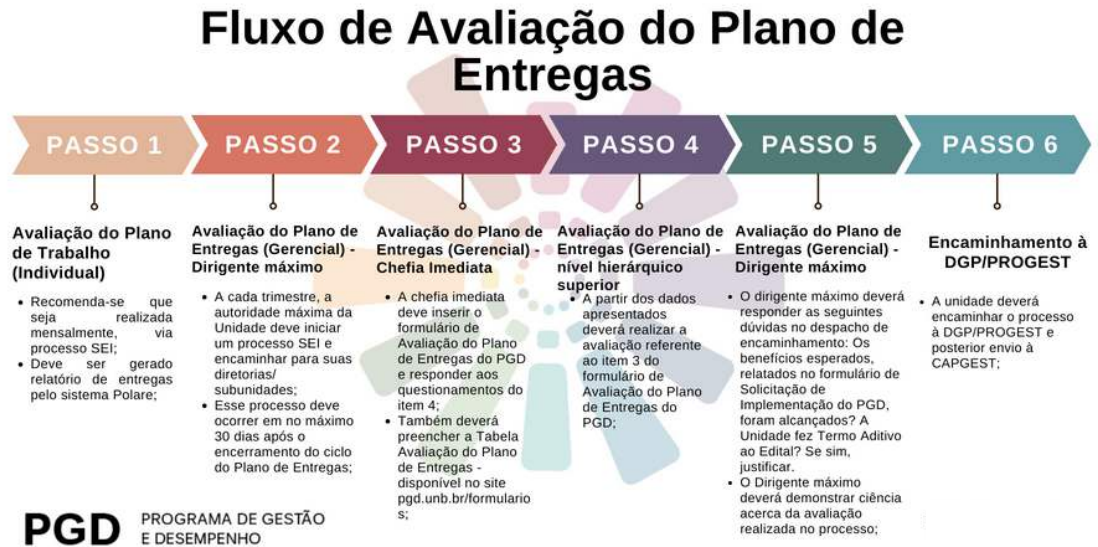 Fluxo de Avaliação do Plano de
Entregas
PASSO 1
PASSO 2
PASSO 3
PASSO 4
PASSO 5
PASSO 6
Avaliação do Plano
de Trabalho
(Individual)
• Recomenda-se que
seja realizada
mensalmente, via
processo SEI;
• Deve ser gerado
relatório de entregas
pelo sistema Polare;
Avaliação do Plano de
Entregas (Gerencial) -
Dirigente máximo
• A cada trimestre, a
autoridade máxima da
Unidade deve iniciar
um processo SEI e
encaminhar para suas
diretorias/
subunidades;
• Esse processo deve
ocorrer em no máximo
30 dias após o
encerramento do ciclo
do Plano de Entregas;
Avaliação do Plano de
Entregas (Gerencial) -
Chefia Imediata
• A chefia imediata
deve inserir o
formulário de
Avaliação do Plano
de Entregas do PGD
e responder aos
questionamentos do
item 4;
• Também deverá
preencher a Tabela
Avaliação do Plano
de Entregas -
disponível no site
pgd.unb.br/formulario
s;
Avaliação do Plano de
Entregas (Gerencial) -
nível hierárquico
superior
• A partir dos dados
apresentados
deverá realizar a
avaliação referente
ao item 3 do
formulário de
Avaliação do Plano
de Entregas do
PGD;
Avaliação do Plano de
Entregas (Gerencial) -
Dirigente máximo
• O dirigente máximo deverá
responder as seguintes
dúvidas no despacho de
encaminhamento: Os
benefícios esperados,
relatados no formulário de
Solicitação de
Implementação do PGD,
foram alcançados? A
Unidade fez Termo Aditivo
ao Edital? Se sim,
justificar.
• O Dirigente máximo
deverá demonstrar ciência
acerca da avaliação
realizada no processo;
Encaminhamento à
DGP/PROGEST
• A unidade deverá
encaminhar o processo
à DGP/PROGEST e
posterior envio à
CAPGEST;
PGD
PROGRAMA DE GESTÃO
E DESEMPENHO